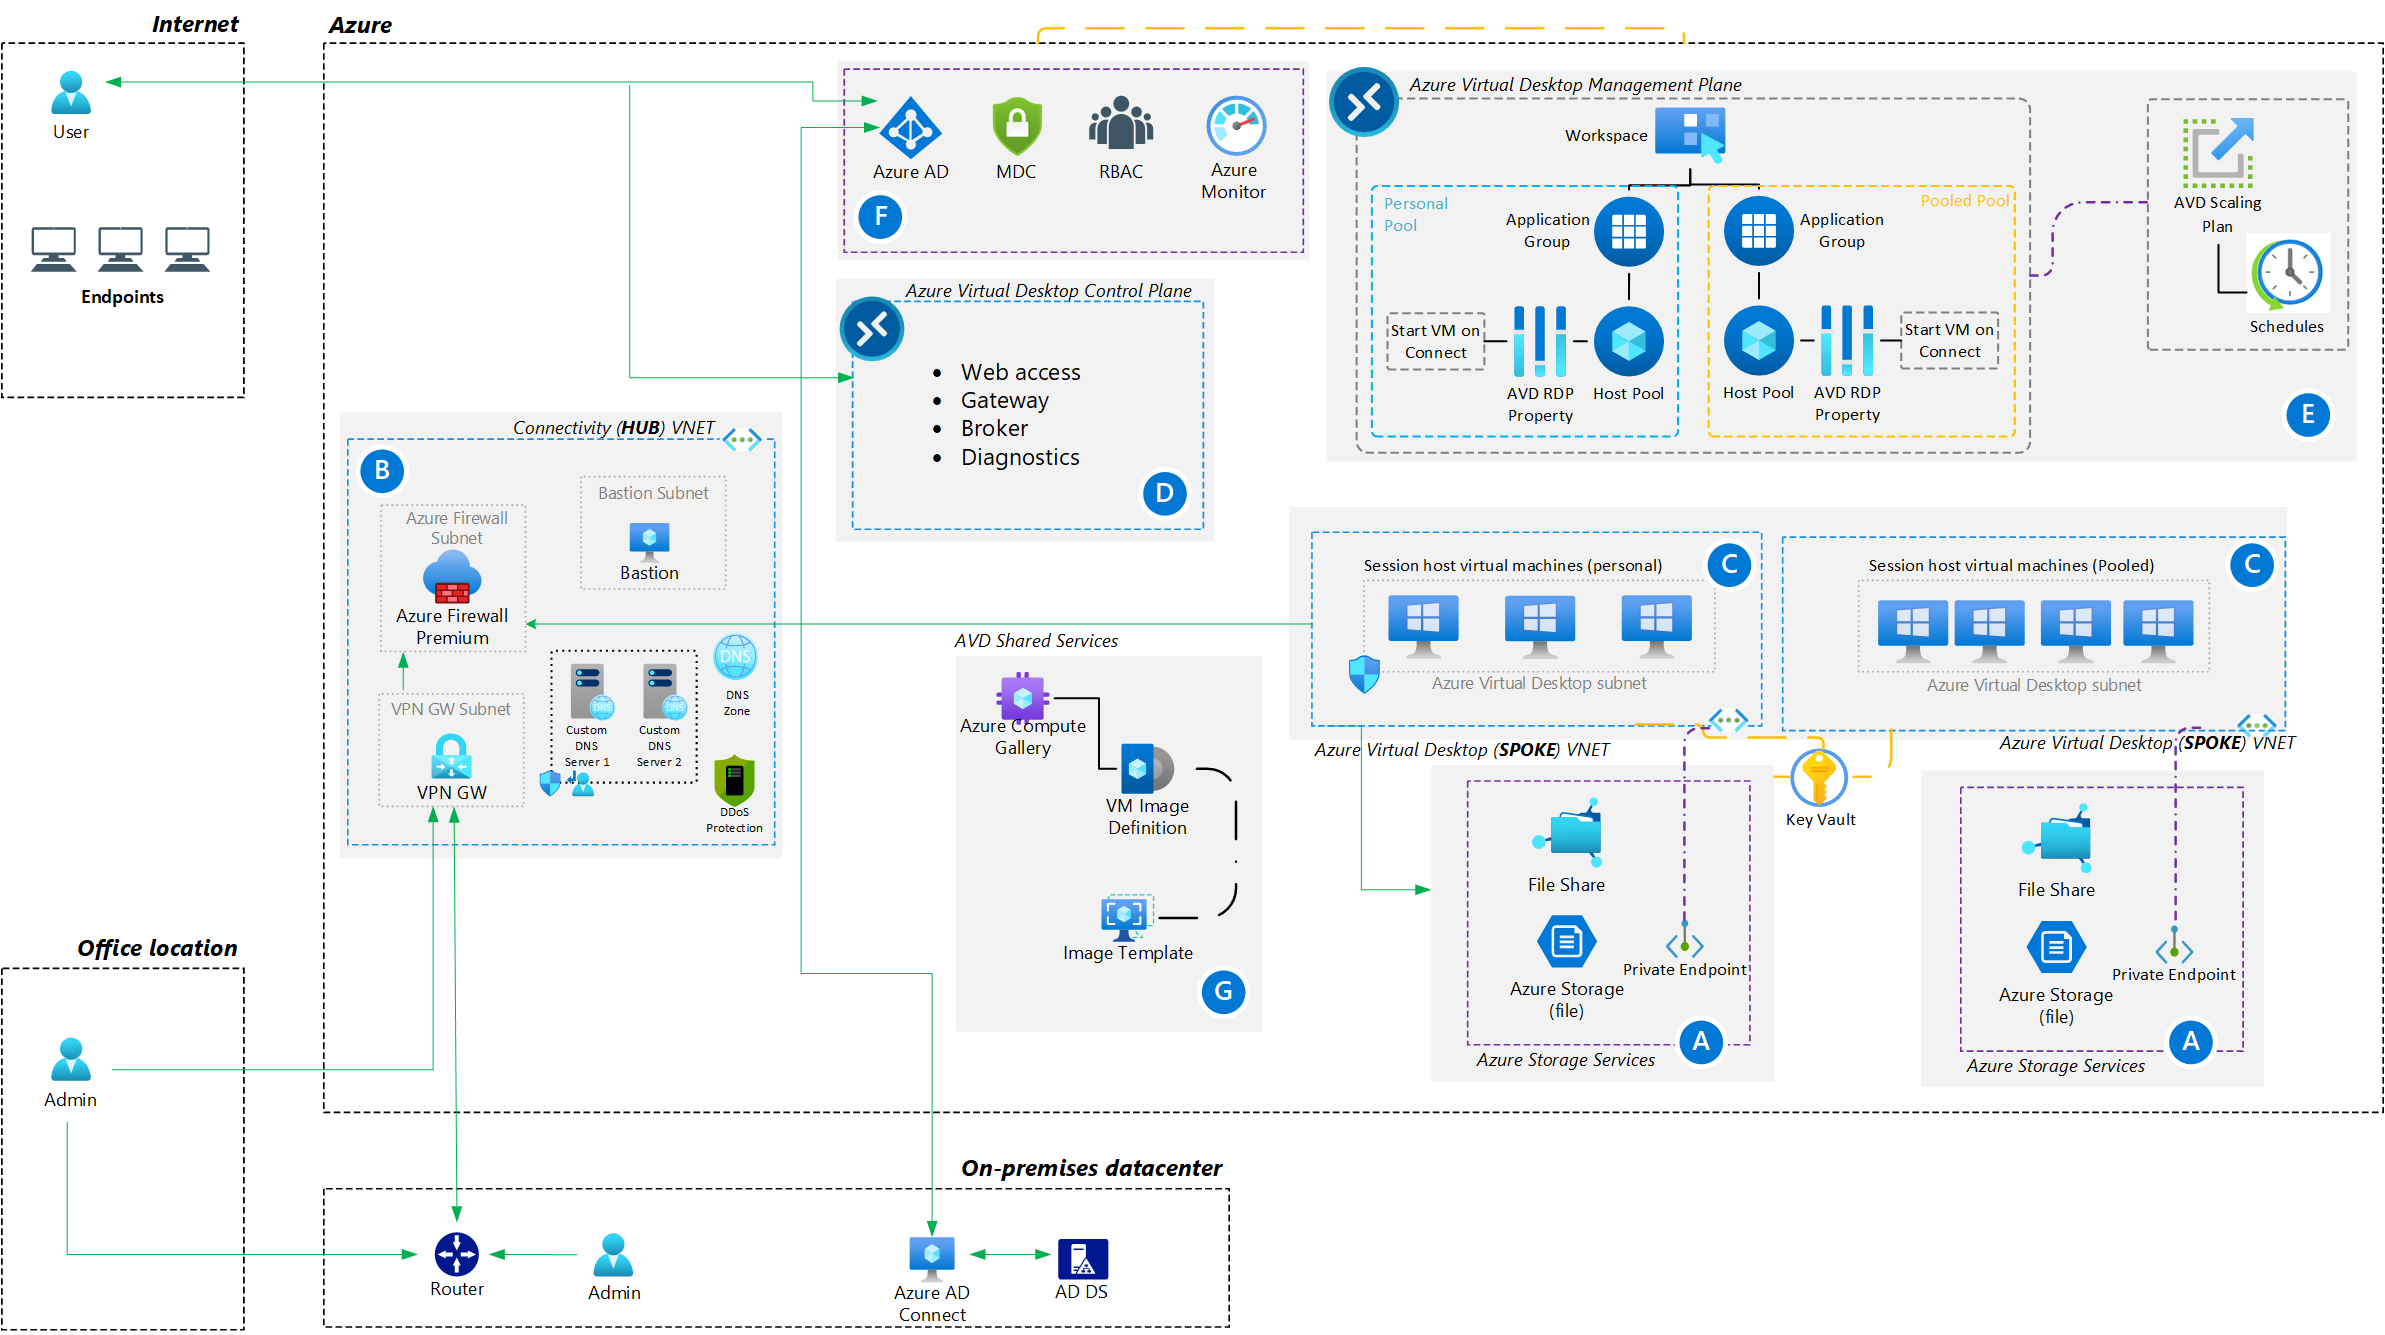 Internet
Azure
User
Endpoints
Azure AD
MDC
RBAC
Azure
Monitor
F
Azure Virtual Desktop Management Plane
Workspace
Personal
Pool
Application
Group
Pooled Pool
Application
Group
Start VM on
Connect
AVD RDP
Property
Host Pool
Host Pool
AVD RDP
Property
Start VM on
Connect
AVD Scaling
Plan
Schedules
E
Azure Virtual Desktop Control Plane
• Web access
• Gateway
• Broker
• Diagnostics
D
Connectivity (HUB) VNET
B
Azure Firewall
Subnet
Azure Firewall
Premium
Bastion Subnet
Bastion
VPN GW Subnet
VPN GW
DNS
Custom
DNS
Server 1
DNS
Custom
DNS
Server 2
DNS
DNS
Zone
DDoS
Protection
Session host virtual machines (personal)
C
Azure Virtual Desktop subnet
Azure Virtual Desktop (SPOKE) VNET
Session host virtual machines (Pooled)
C
Azure Virtual Desktop subnet
Azure Virtual Desktop (SPOKE) VNET
AVD Shared Services
Azure Compute
Gallery
VM Image
Definition
Image Template
G
Key Vault
File Share
Azure Storage
(file)
Private Endpoint
A
Azure Storage Services
File Share
Azure Storage
(file)
Private Endpoint
A
Azure Storage Services
Office location
Admin
On-premises datacenter
Router
Admin
Azure AD
Connect
AD DS